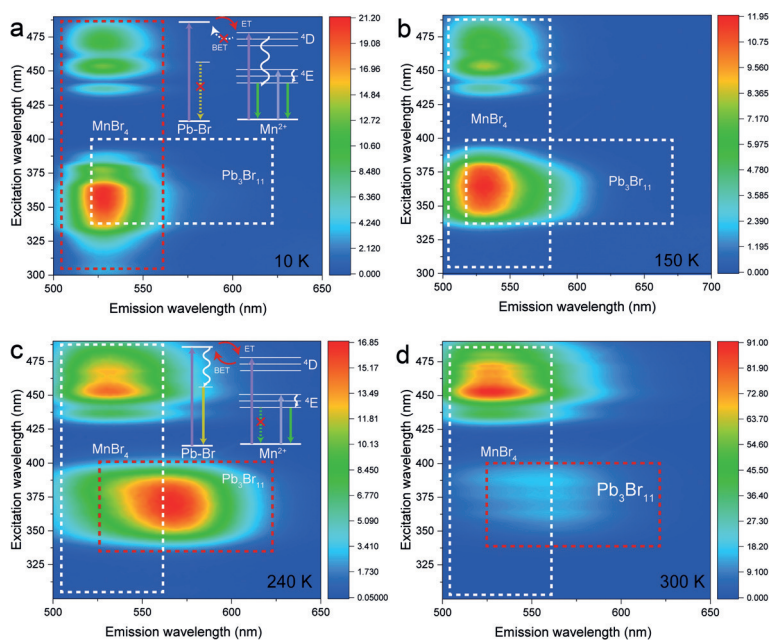 a
Excitation wavelength (nm)
475
450
425
400
375
350
325
300
500
550
600
650
Emission wavelength (nm)
MnBr4
Pb3Br11
10 K
ET
BET
4D
4E
Pb-Br
Mn2+
21.20
19.08
16.96
14.84
12.72
10.60
8.480
6.360
4.240
2.120
0.000
b
Excitation wavelength (nm)
475
450
425
400
375
350
325
300
500
550
600
650
700
Emission wavelength (nm)
MnBr4
Pb3Br11
150 K
11.95
10.76
9.560
8.365
7.170
5.975
4.780
3.585
2.390
1.195
0.000
c
Excitation wavelength (nm)
475
450
425
400
375
350
325
300
500
550
600
650
Emission wavelength (nm)
MnBr4
Pb3Br11
240 K
ET
BET
4D
4E
Pb-Br
Mn2+
16.85
15.17
13.49
11.81
10.13
8.450
6.770
5.090
3.410
1.730
0.05000
d
Excitation wavelength (nm)
475
450
425
400
375
350
325
300
500
550
600
650
Emission wavelength (nm)
MnBr4
Pb3Br11
300 K
91.00
81.90
72.80
63.70
54.60
45.50
36.40
27.30
18.20
9.100
0.000